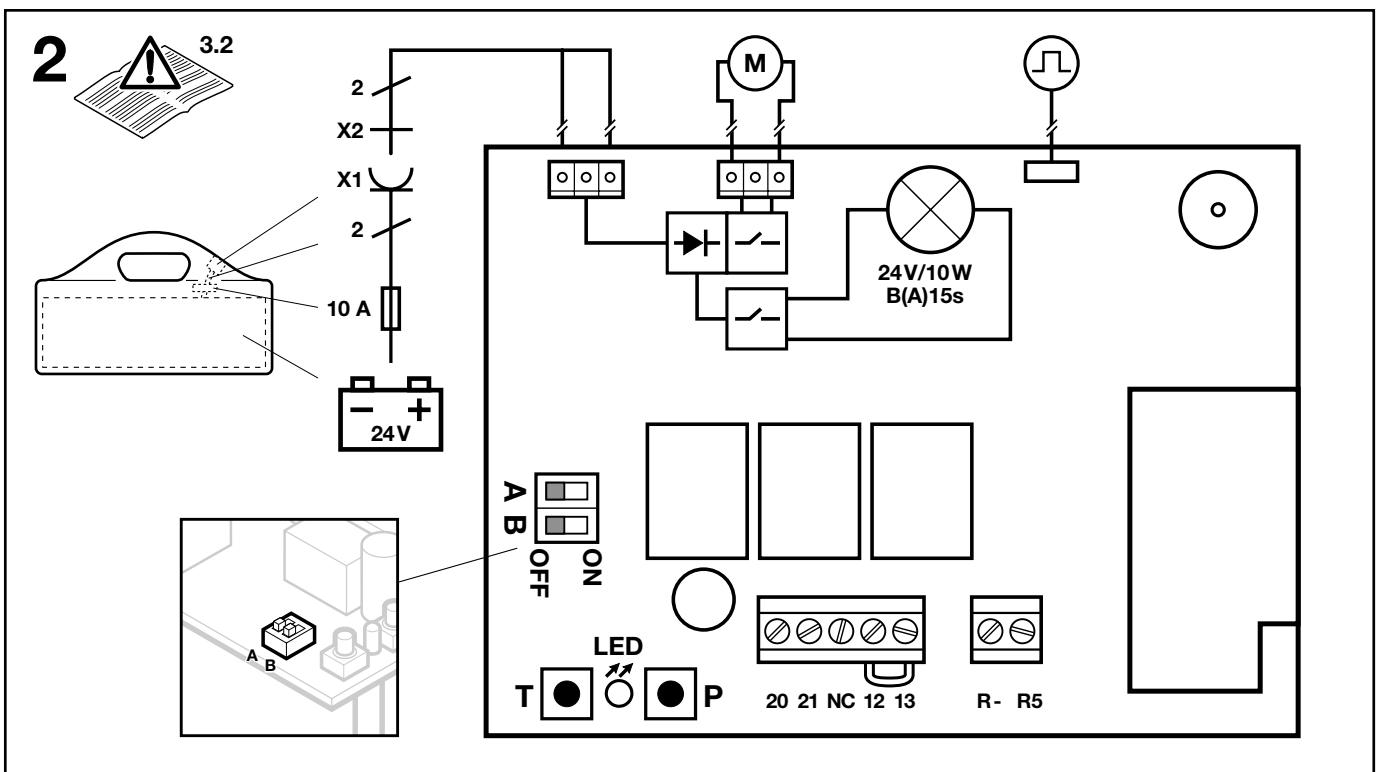 2
3.2
2
X2
X1
2
10 A
24V
M
24V/10W
B(A)15s
A
B
OFF
ON
A
B
LED
T
P
20 21 NC 12 13
R- R5